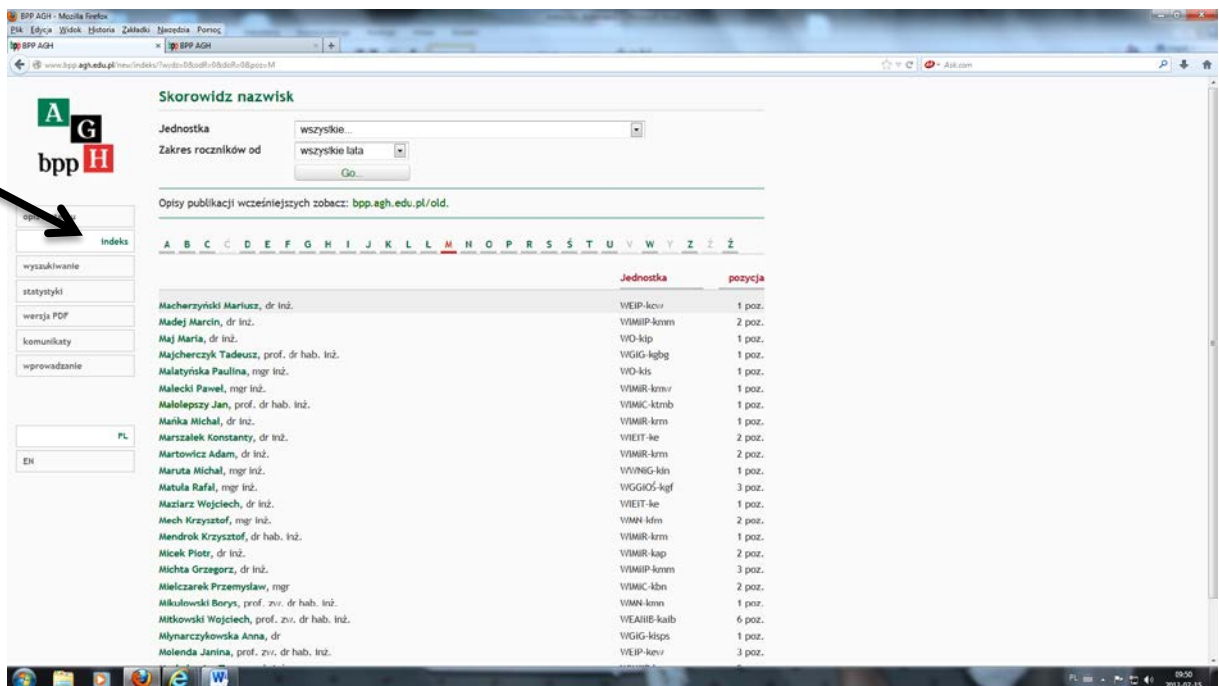 BPP AGH - Mozilla Firefox
Plik Edycja Widok Historia Zakładki Narzędzia Pomoc
BPP AGH × BPP AGH +
Ask.com
A G H
bpp
indeks
wyszukiwanie
statystyki
wersja PDF
komunikaty
wprowadzanie
PL
EN
Skorowidz nazwisk
Jednostka wszystkie...
Zakres roczników od wszystkie lata
Go...
Opisy publikacji wcześniejszych zobacz: bpp.agh.edu.pl/old.
A B C Ć D E F G H I J K L Ł M N O P R S Ś T U V W Y Z Ź Ż
Jednostka pozycja
Macherzyński Mariusz, dr inż. WEIP-kcw 1 poz.
Madej Marcin, dr inż. WIMiIP-kmm 2 poz.
Maj Maria, dr inż. WO-kip 1 poz.
Majcherczyk Tadeusz, prof. dr hab. inż. WGiG-kgbg 1 poz.
Malatyńska Paulina, mgr inż. WO-kis 1 poz.
Małecki Paweł, mgr inż. WIMiR-kmw 1 poz.
Małolepszy Jan, prof. dr hab. inż. WIMiC-ktmb 1 poz.
Mańka Michał, dr inż. WIMiR-krm 1 poz.
Marszałek Konstanty, dr inż. WIEiT-ke 2 poz.
Martowicz Adam, dr inż. WIMiR-krm 2 poz.
Maruta Michał, mgr inż. WWNiG-kin 1 poz.
Matuła Rafał, mgr inż. WGGiOŚ-kgf 3 poz.
Maziarz Wojciech, dr inż. WIEiT-ke 1 poz.
Mech Krzysztof, mgr inż. WMN-kfm 2 poz.
Mendrok Krzysztof, dr hab. inż. WIMiR-krm 1 poz.
Micek Piotr, dr inż. WIMiR-kap 2 poz.
Michta Grzegorz, dr inż. WIMiIP-kmm 3 poz.
Mielczarek Przemysław, mgr WIMiC-kbn 2 poz.
Mikułowski Borys, prof. zw. dr hab. inż. WMN-kmn 1 poz.
Mitkowski Wojciech, prof. zw. dr hab. inż. WEAIiIB-kaib 6 poz.
Młynarczykowska Anna, dr WGiG-kisps 1 poz.
Molenda Janina, prof. zw. dr hab. inż. WEIP-kew 3 poz.
PL 09:50
2013-02-15